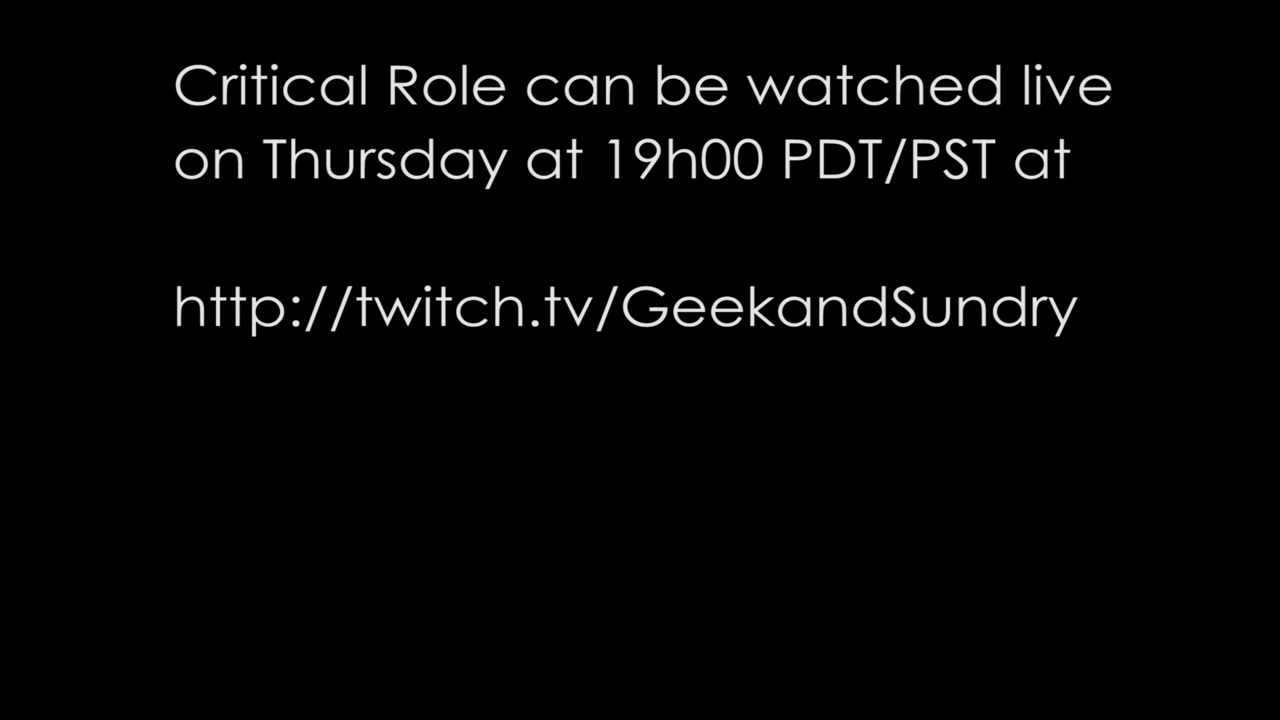 Critical Role can be watched live
on Thursday at 19h00 PDT/PST at
http://twitch.tv/GeekandSundry